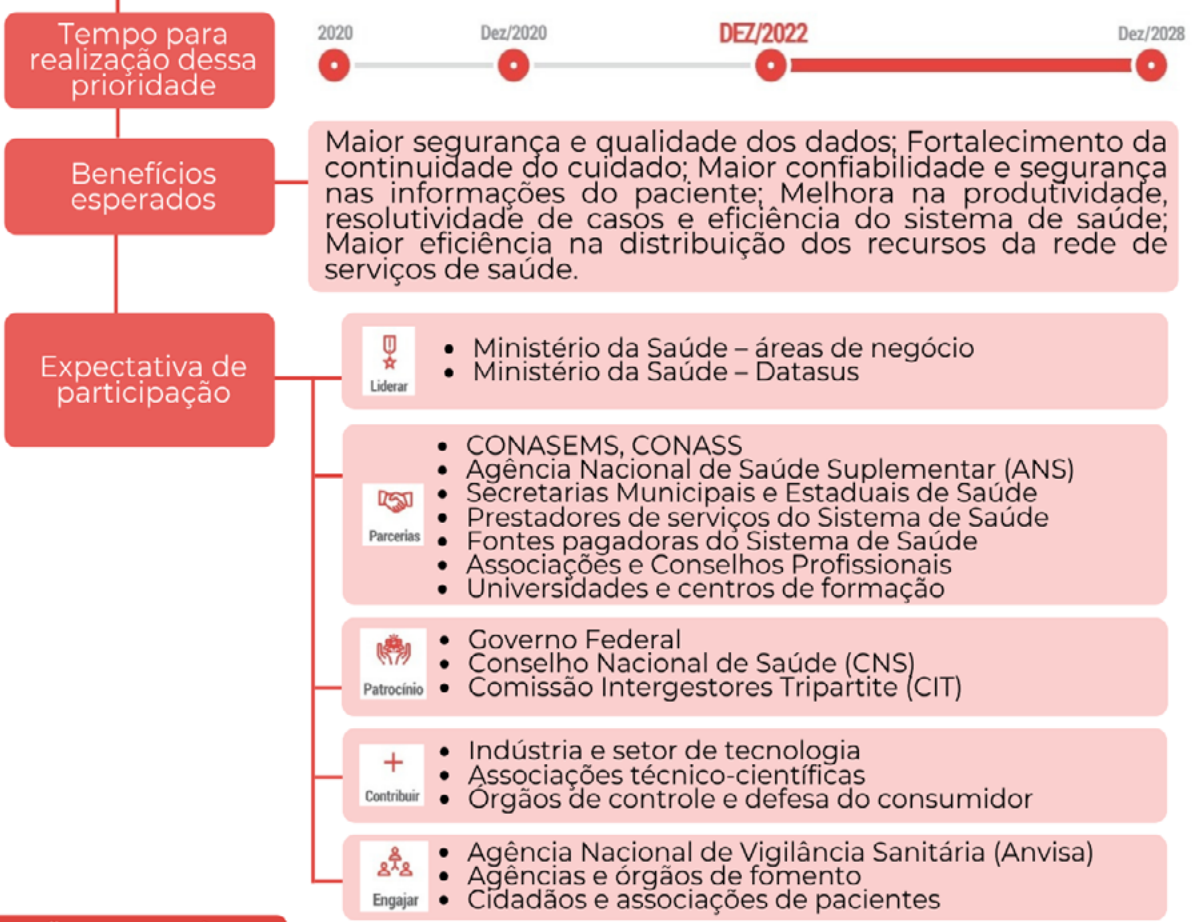 Tempo para
realização dessa
prioridade
2020
Dez/2020
DEZ/2022
Dez/2028
Benefícios
esperados
Maior segurança e qualidade dos dados; Fortalecimento da
continuidade do cuidado; Maior confiabilidade e segurança
nas informações do paciente; Melhora na produtividade,
resolutividade de casos e eficiência do sistema de saúde;
Maior eficiência na distribuição dos recursos da rede de
serviços de saúde.
Expectativa de
participação
Liderar
• Ministério da Saúde – áreas de negócio
• Ministério da Saúde – Datasus
Parcerias
• CONASEMS, CONASS
• Agência Nacional de Saúde Suplementar (ANS)
• Secretarias Municipais e Estaduais de Saúde
• Prestadores de serviços do Sistema de Saúde
• Fontes pagadoras do Sistema de Saúde
• Associações e Conselhos Profissionais
• Universidades e centros de formação
Patrocínio
• Governo Federal
• Conselho Nacional de Saúde (CNS)
• Comissão Intergestores Tripartite (CIT)
Contribuir
• Indústria e setor de tecnologia
• Associações técnico-científicas
• Órgãos de controle e defesa do consumidor
Engajar
• Agência Nacional de Vigilância Sanitária (Anvisa)
• Agências e órgãos de fomento
• Cidadãos e associações de pacientes